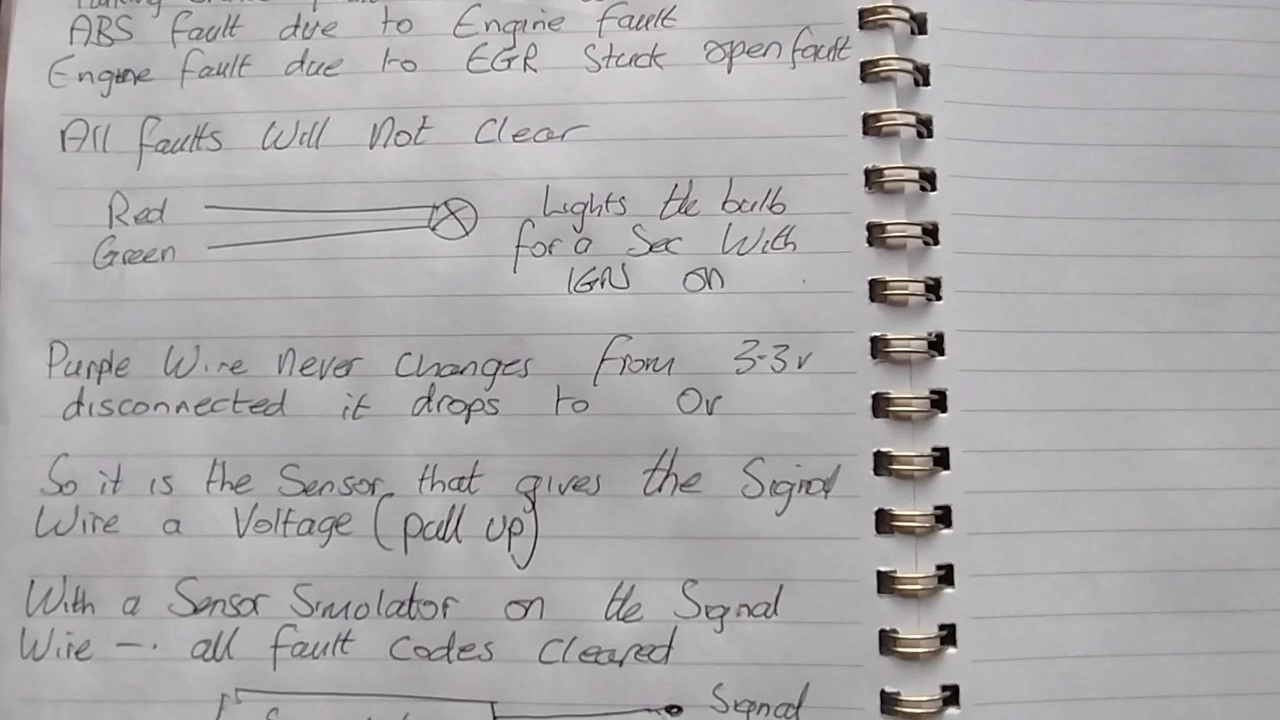 ABS fault due to Engine fault
Engine fault due to EGR Stuck open fault
All faults Will Not Clear
Red
Green
Lights the bulb
for a Sec With
IGN on
Purple Wire never Changes from 3.3v
disconnected it drops to 0v
So it is the Sensor that gives the Signal
Wire a Voltage (pull up)
With a Sensor Simolator on the Signal
Wire -. all fault Codes Cleared
Signal